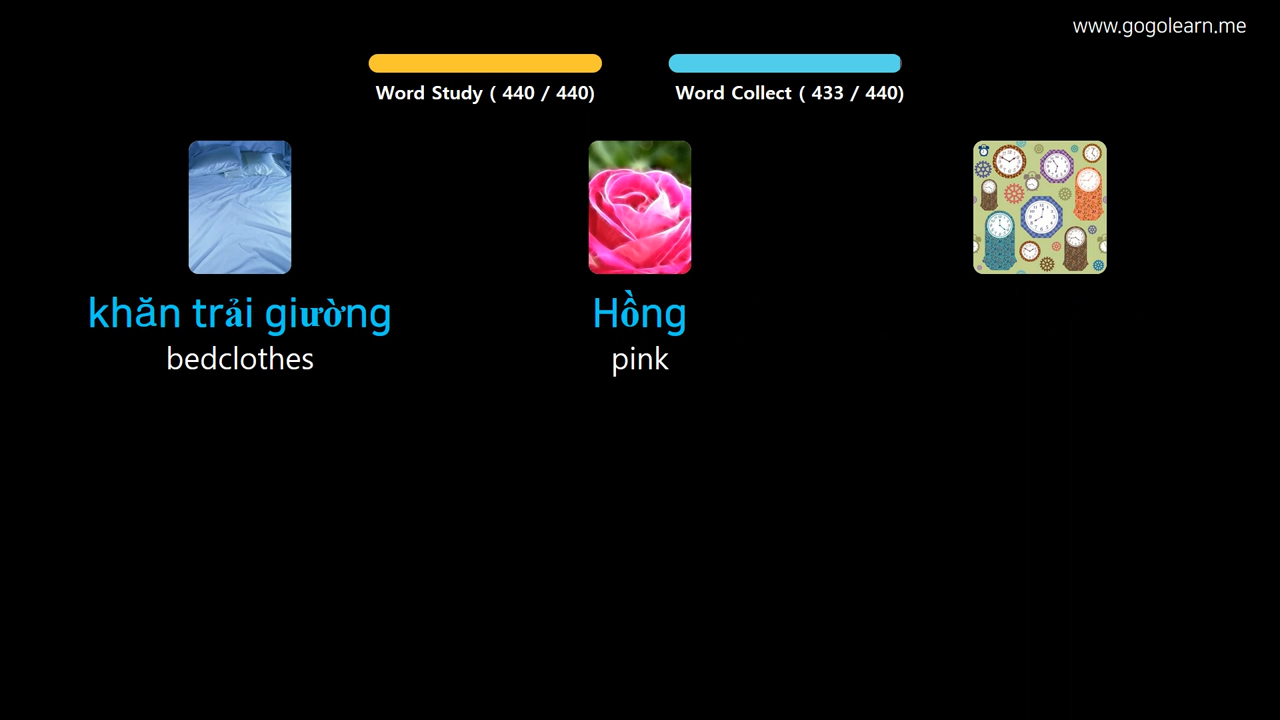 www.gogolearn.me
Word Study ( 440 / 440)
Word Collect ( 433 / 440)
khăn trải giường
bedclothes
Hồng
pink